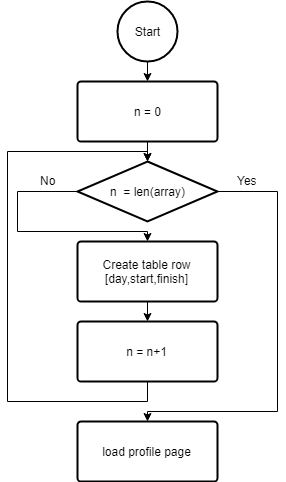 Start
n = 0
n = len(array)
No
Yes
Create table row
[day,start,finish]
n = n+1
load profile page